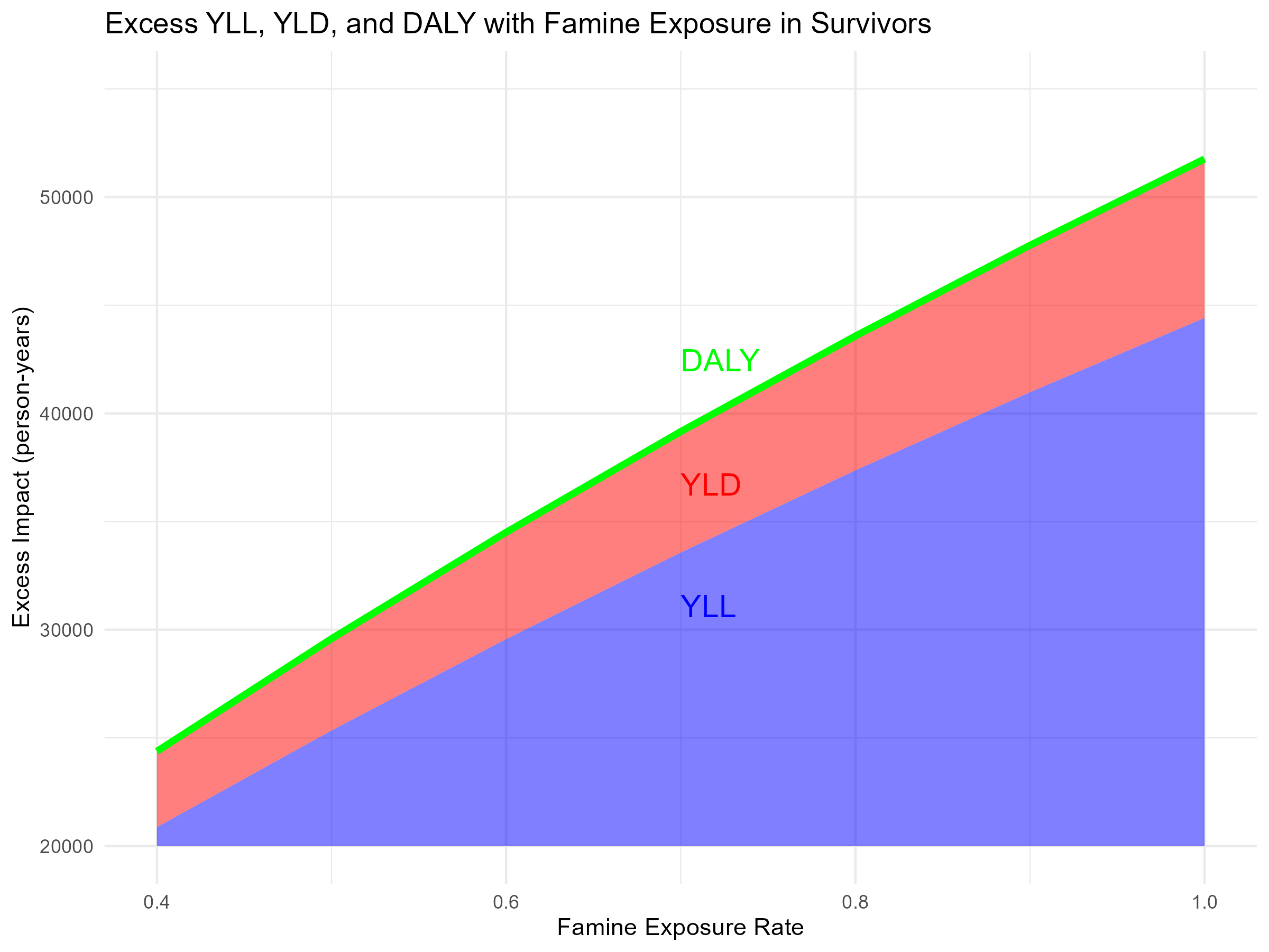 Excess YLL, YLD, and DALY with Famine Exposure in Survivors
Excess Impact (person-years)
50000
40000
30000
20000
DALY
YLD
YLL
0.4 0.6 0.8 1.0
Famine Exposure Rate